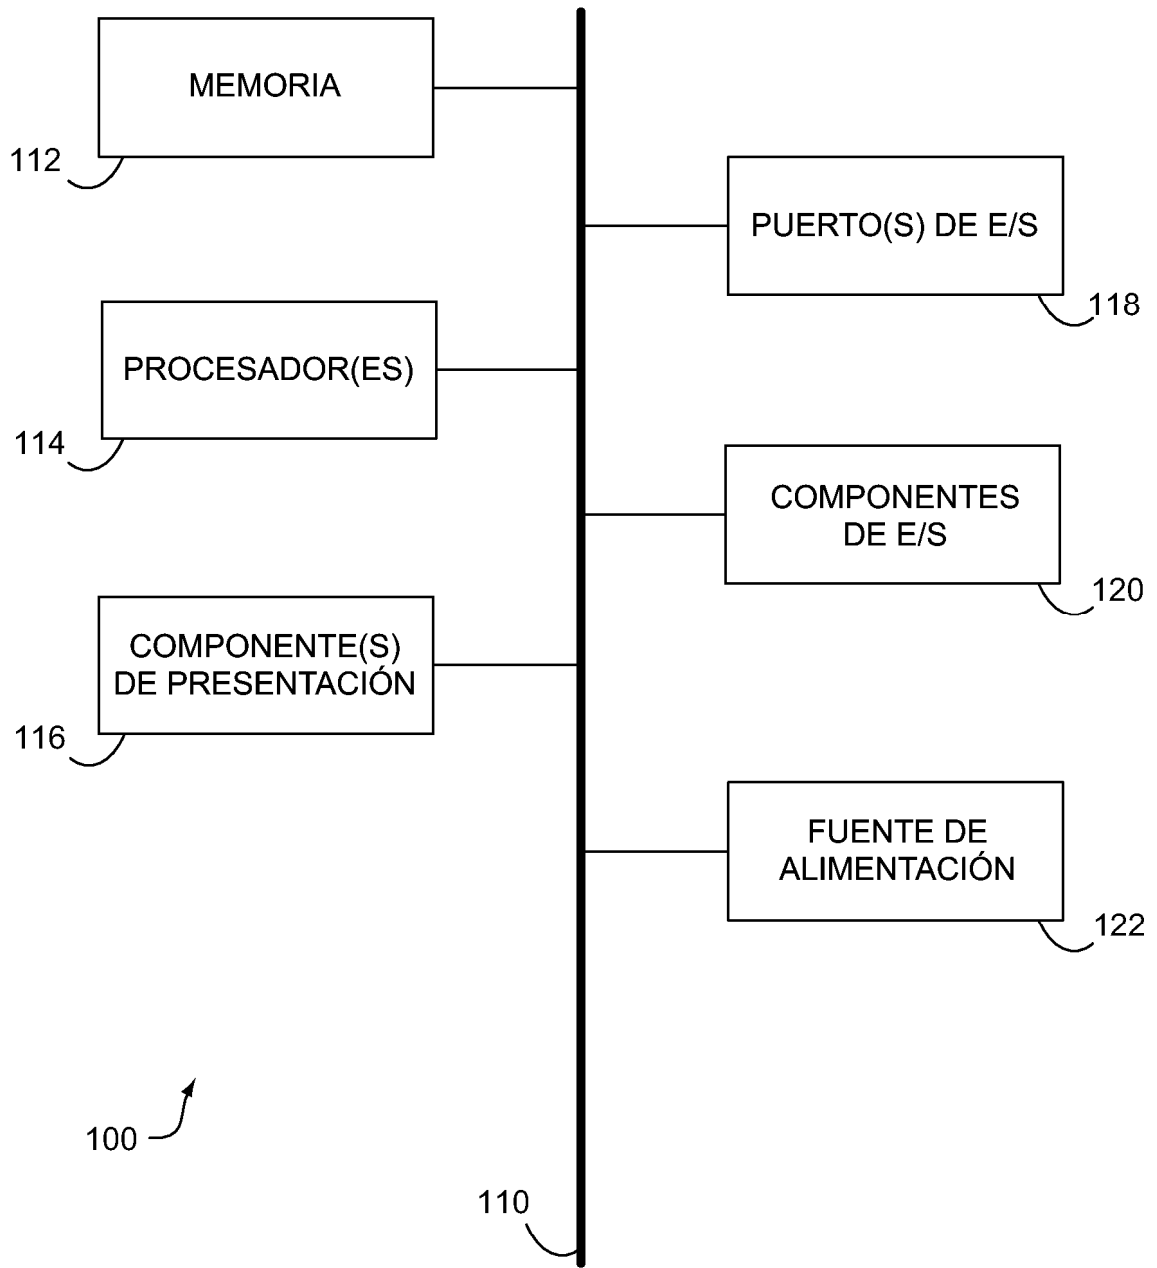 MEMORIA
112
PUERTO(S) DE E/S
118
PROCESADOR(ES)
114
COMPONENTES
DE E/S
120
COMPONENTE(S)
DE PRESENTACIÓN
116
FUENTE DE
ALIMENTACIÓN
122
100
110